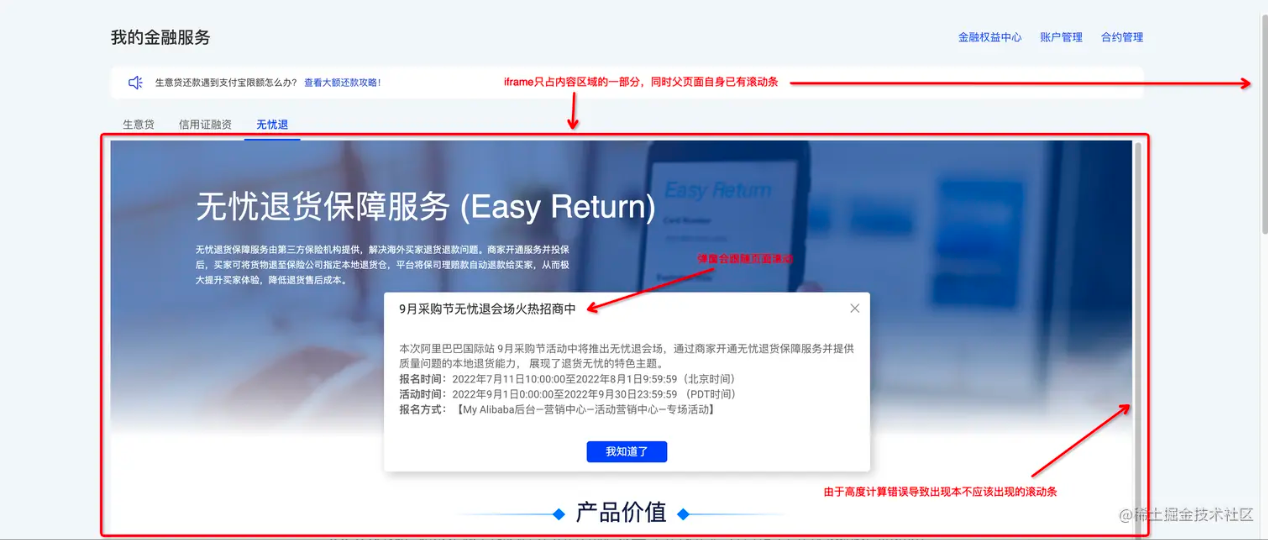 我的金融服务
金融权益中心 账户管理 合约管理
生意贷还款遇到支付宝限额怎么办？ 查看大额还款攻略!
iframe只占内容区域的一部分，同时父页面自身已有滚动条
生意贷 信用证融资 无忧退
Easy Return
无忧退货保障服务 (Easy Return)
无忧退货保障服务由第三方保险机构提供，解决海外买家退货退款问题。商家开通服务并投保
后，买家可将货物退至保险公司指定本地退货仓，平台将保司理赔款自动退款给买家，从而极
大提升买家体验，降低退货售后成本。
弹窗会跟随页面滚动
9月采购节无忧退会场火热招商中
本次阿里巴巴国际站 9月采购节活动中将推出无忧退会场，通过商家开通无忧退货保障服务并提供
质量问题的本地退货能力， 展现了退货无忧的特色主题。
报名时间：2022年7月11日10:00:00至2022年8月1日9:59:59（北京时间）
活动时间：2022年9月1日0:00:00至2022年9月30日23:59:59 （PDT时间）
报名方式：【My Alibaba后台—营销中心—活动营销中心—专场活动】
我知道了
由于高度计算错误导致出现本不应该出现的滚动条
产品价值
@稀土掘金技术社区